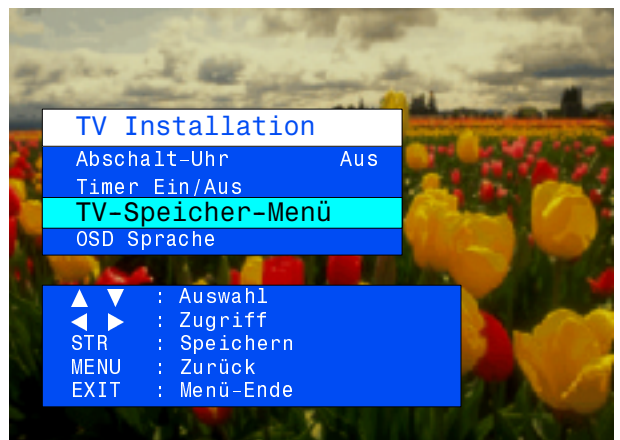 TV Installation
Abschalt-Uhr Aus
Timer Ein/Aus
TV-Speicher-Menü
OSD Sprache
▲ ▼ : Auswahl
◀ ▶ : Zugriff
STR : Speichern
MENU : Zurück
EXIT : Menü-Ende